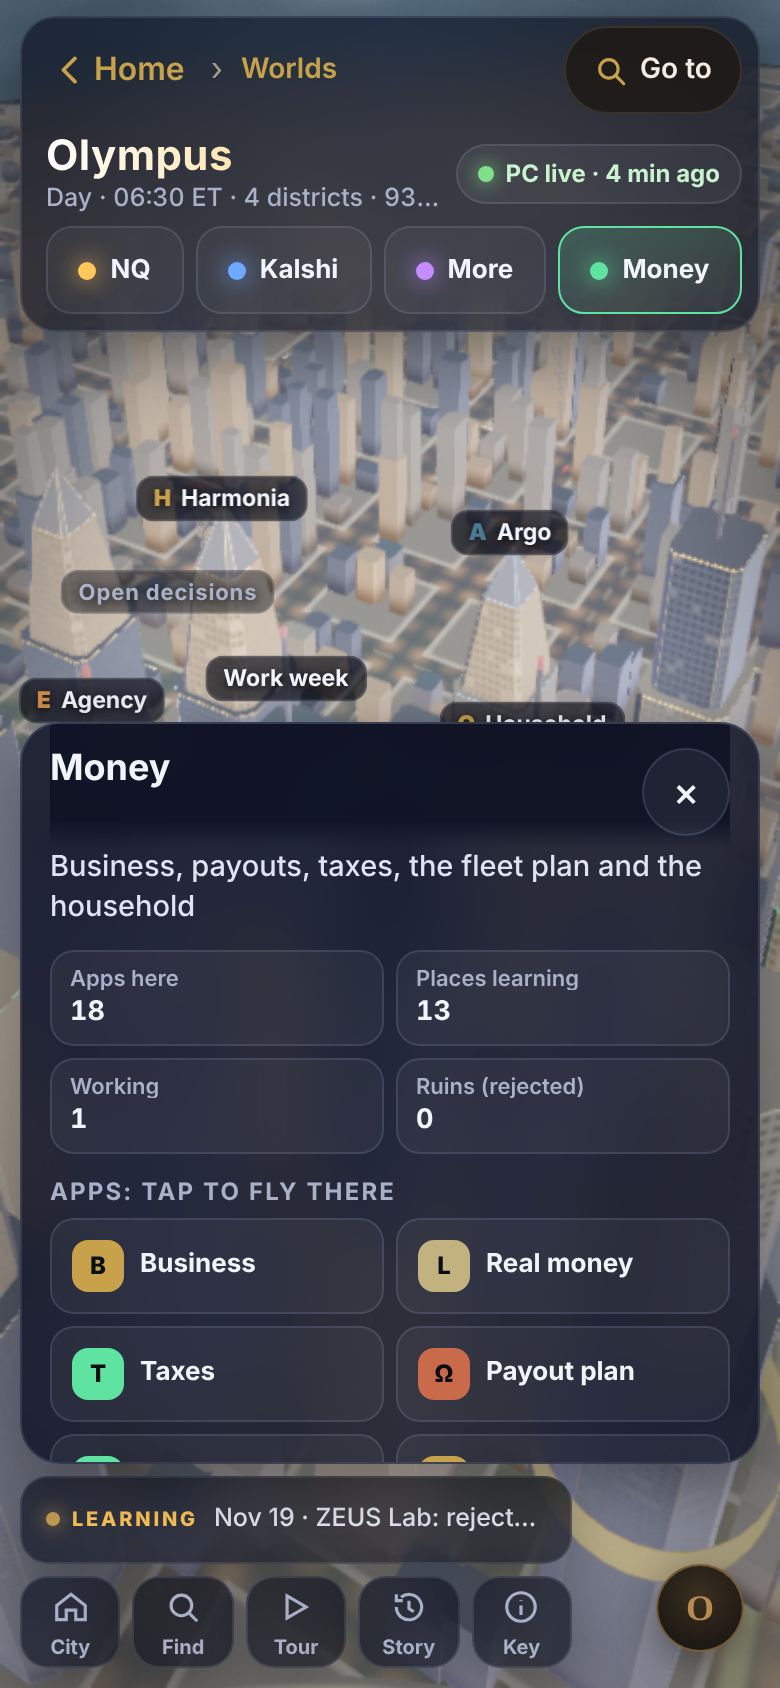 Home › Worlds
Go to
Olympus
Day · 06:30 ET · 4 districts · 93...
PC live · 4 min ago
NQ
Kalshi
More
Money
H Harmonia
A Argo
Open decisions
Work week
E Agency
Household
Money
×
Business, payouts, taxes, the fleet plan and the
household
Apps here
18
Places learning
13
Working
1
Ruins (rejected)
0
APPS: TAP TO FLY THERE
B Business
L Real money
T Taxes
Ω Payout plan
LEARNING Nov 19 · ZEUS Lab: reject...
City
Find
Tour
Story
Key
O